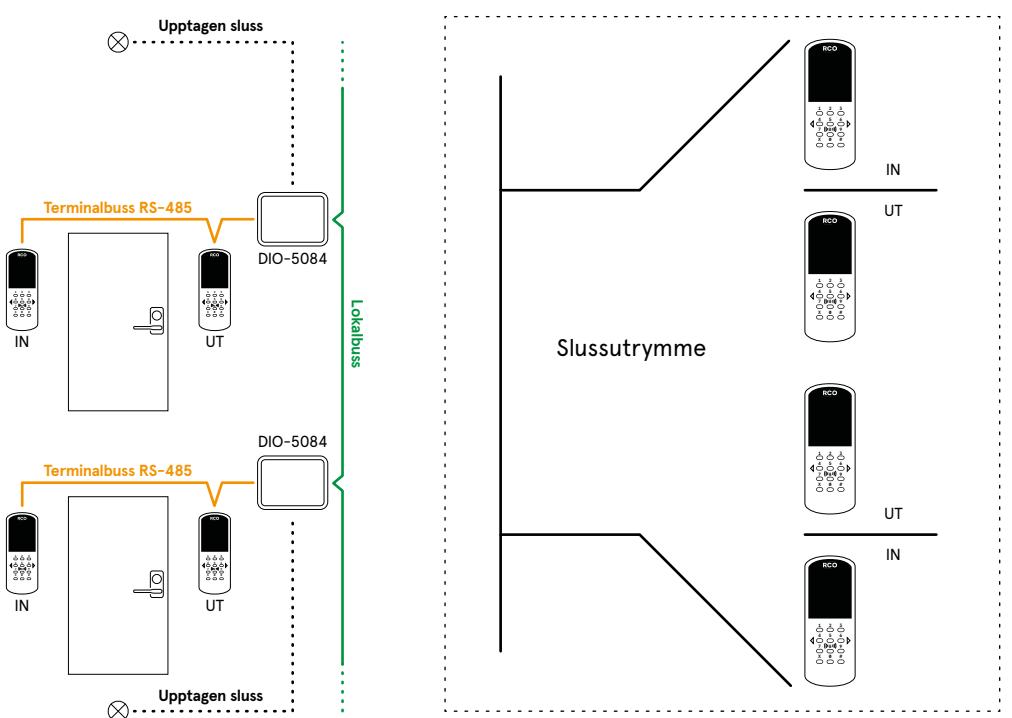 Upptagen sluss
Terminalbuss RS-485
DIO-5084
RCO
RCO
IN
UT
Lokalbuss
DIO-5084
Terminalbuss RS-485
RCO
RCO
IN
UT
Upptagen sluss
RCO
IN
UT
RCO
Slussutrymme
RCO
UT
IN
RCO